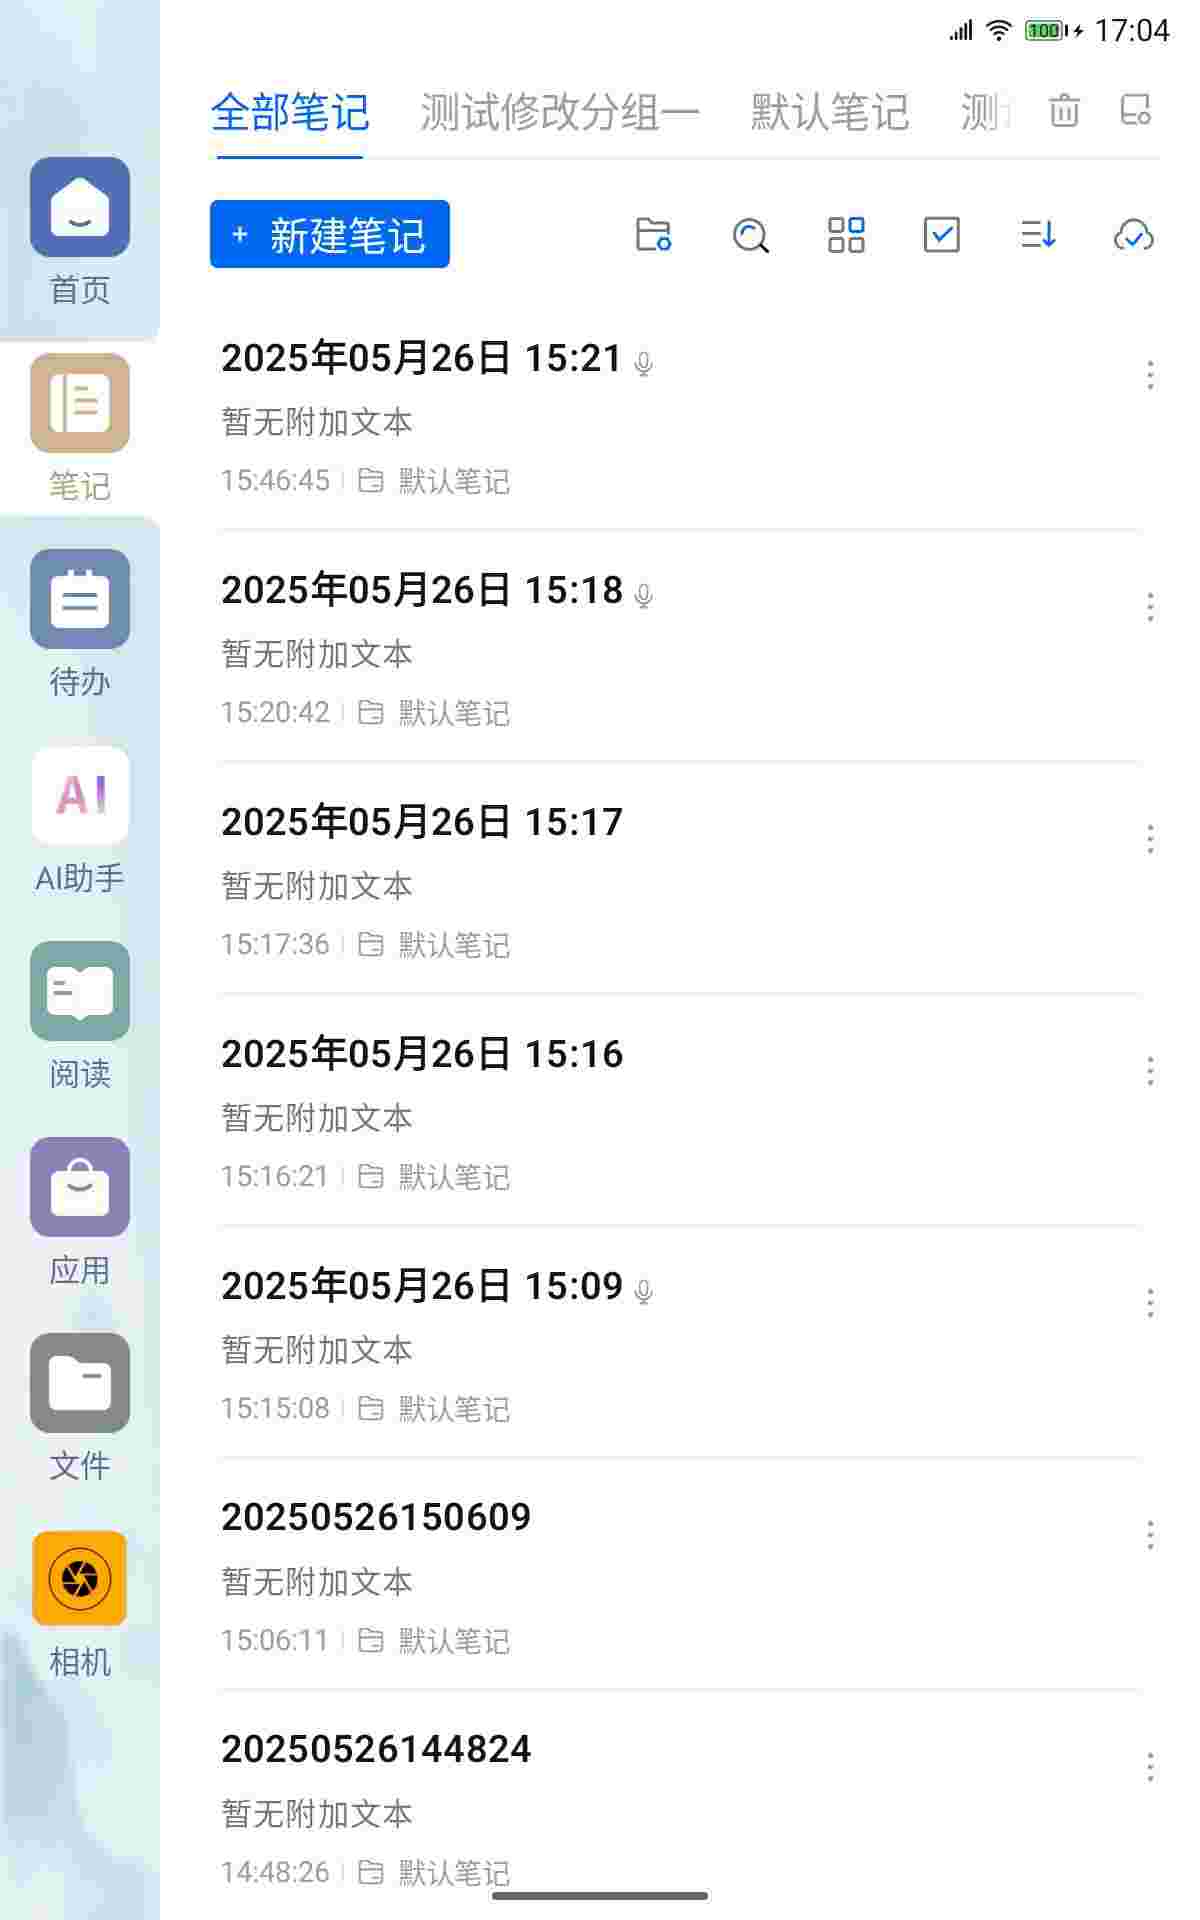 100 17:04
全部笔记 测试修改分组一 默认笔记 测
+ 新建笔记
首页
笔记
待办
AI
AI助手
阅读
应用
文件
相机
2025年05月26日 15:21
暂无附加文本
15:46:45 默认笔记
2025年05月26日 15:18
暂无附加文本
15:20:42 默认笔记
2025年05月26日 15:17
暂无附加文本
15:17:36 默认笔记
2025年05月26日 15:16
暂无附加文本
15:16:21 默认笔记
2025年05月26日 15:09
暂无附加文本
15:15:08 默认笔记
20250526150609
暂无附加文本
15:06:11 默认笔记
20250526144824
暂无附加文本
14:48:26 默认笔记